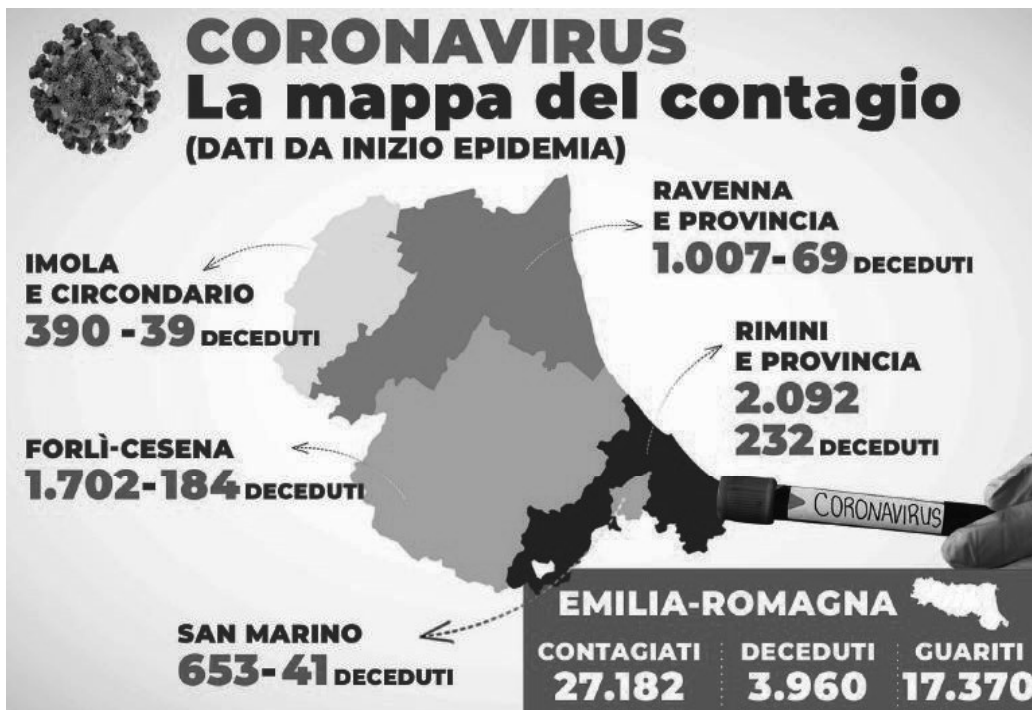 CORONAVIRUS
La mappa del contagio
(DATI DA INIZIO EPIDEMIA)
RAVENNA
E PROVINCIA
1.007-69 DECEDUTI
IMOLA
E CIRCONDARIO
390 - 39 DECEDUTI
RIMINI
E PROVINCIA
2.092
232 DECEDUTI
FORLÌ-CESENA
1.702-184 DECEDUTI
CORONAVIRUS
SAN MARINO
653-41 DECEDUTI
EMILIA-ROMAGNA
CONTAGIATI DECEDUTI GUARITI
27.182 3.960 17.370